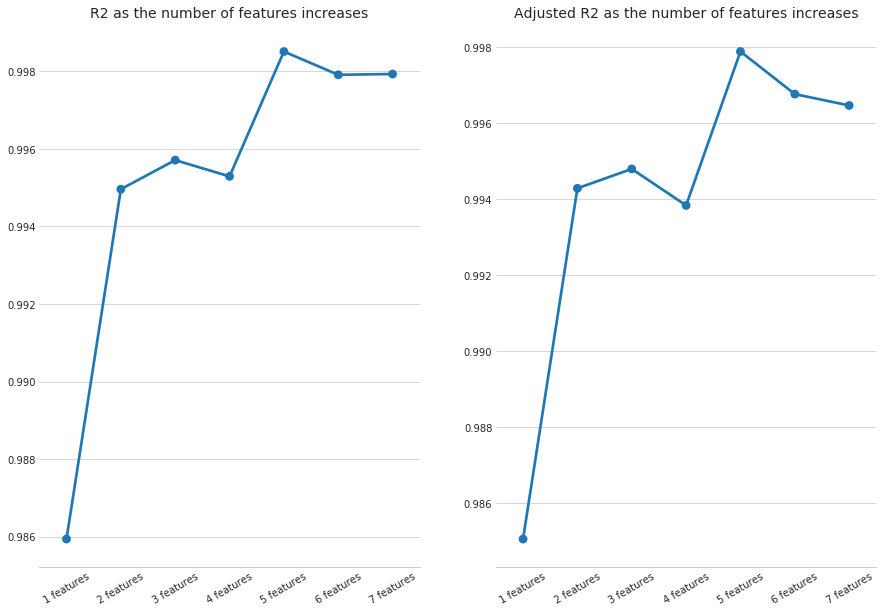 R2 as the number of features increases
0.998
0.996
0.994
0.992
0.990
0.988
0.986
1 features
2 features
3 features
4 features
5 features
6 features
7 features
Adjusted R2 as the number of features increases
0.998
0.996
0.994
0.992
0.990
0.988
0.986
1 features
2 features
3 features
4 features
5 features
6 features
7 features